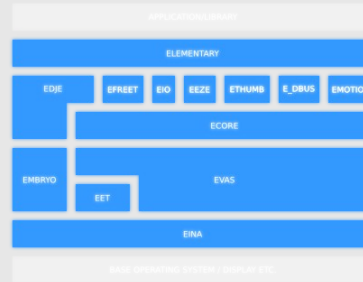 APPLICATION/LIBRARY
ELEMENTARY
EDJE EFREET EIO EEZE ETHUMB E_DBUS EMOTIO
ECORE
EMBRYO EVAS
EET
EINA
BASE OPERATING SYSTEM / DISPLAY ETC.